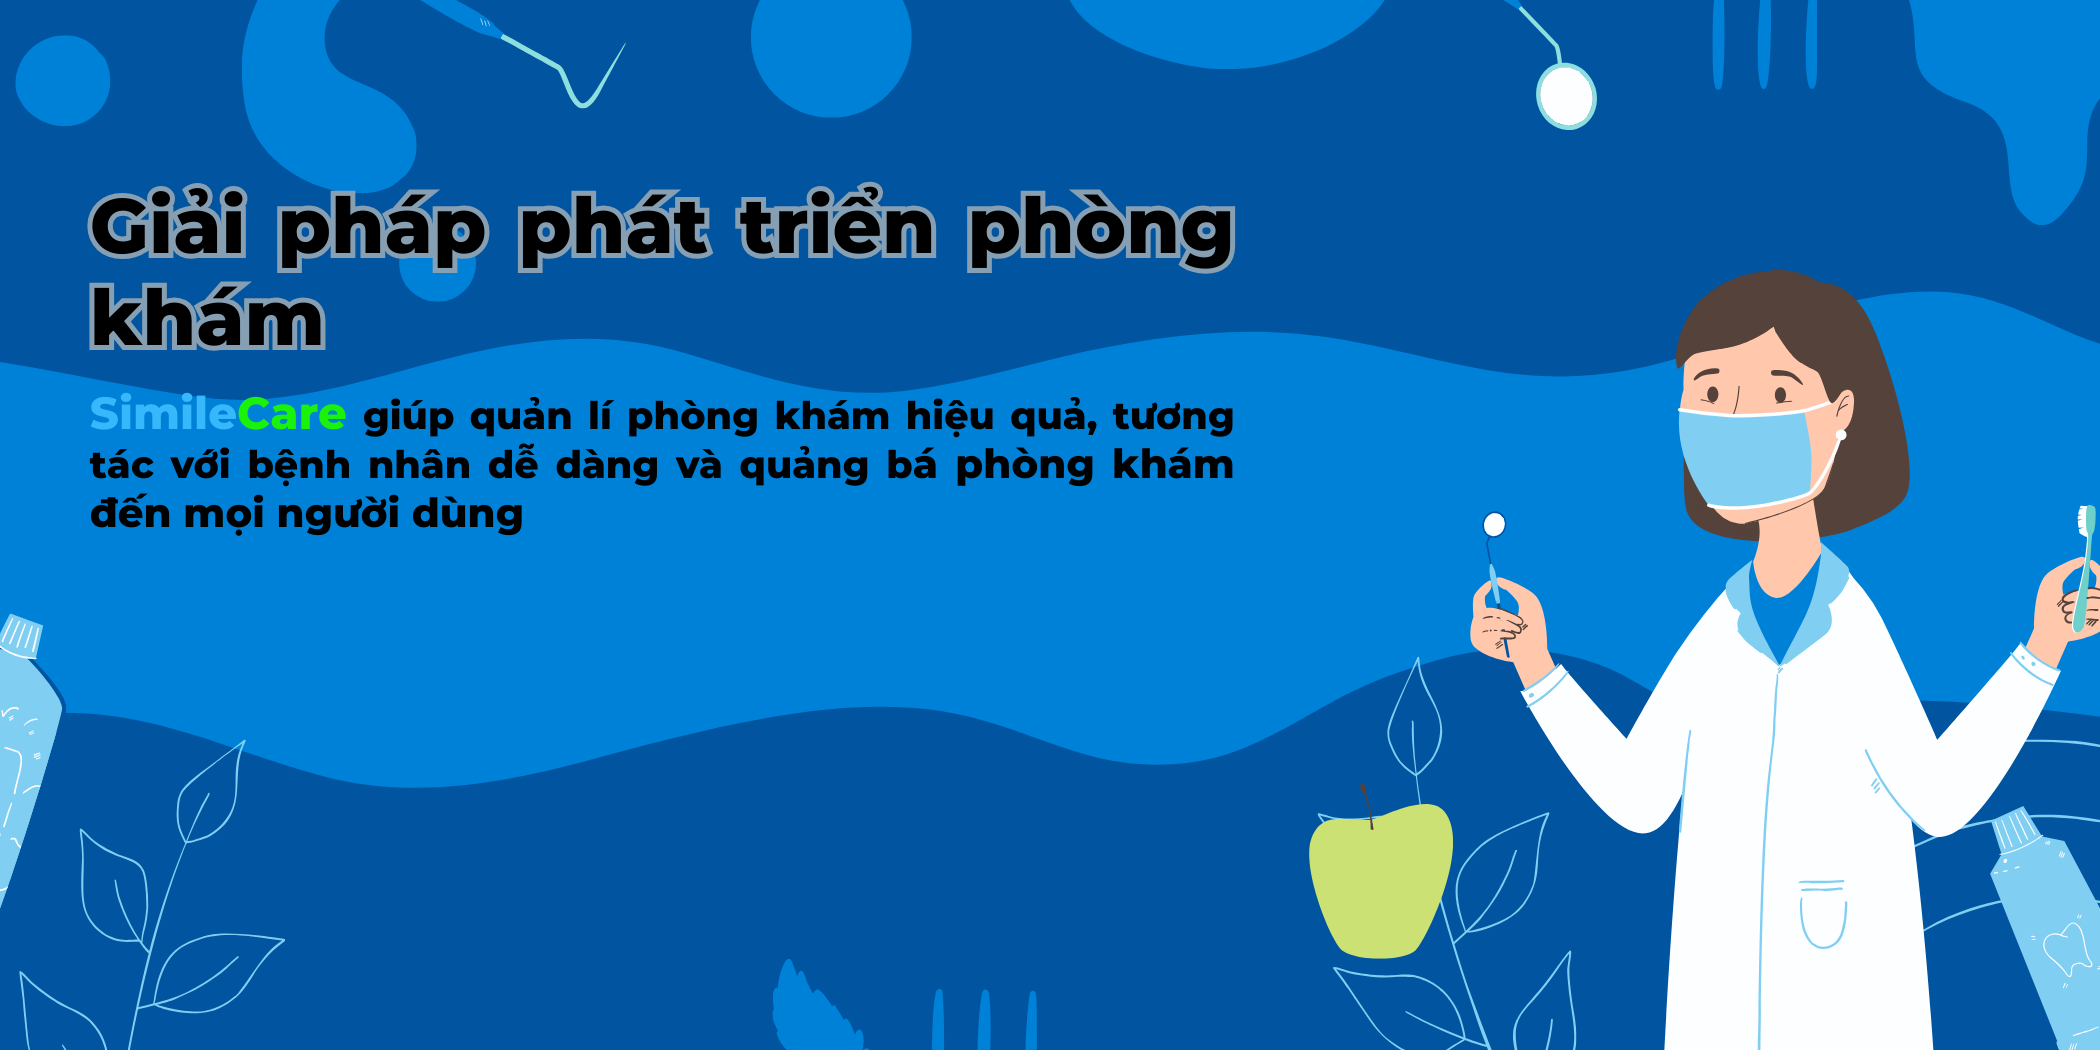 Giải pháp phát triển phòng
khám
SimileCare giúp quản lí phòng khám hiệu quả, tương
tác với bệnh nhân dễ dàng và quảng bá phòng khám
đến mọi người dùng